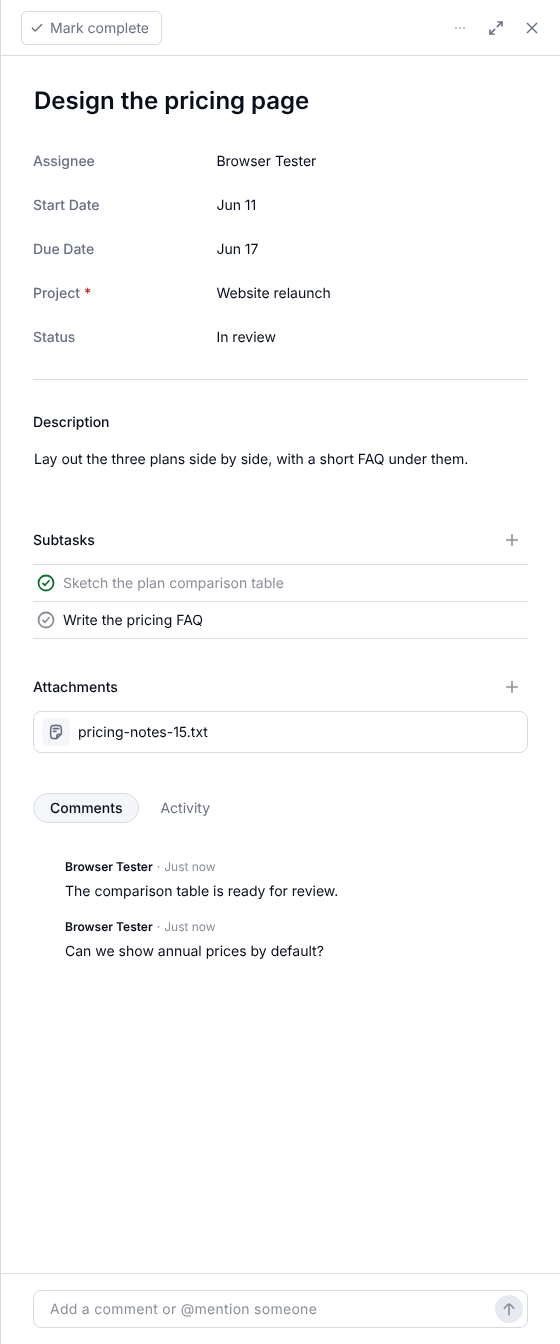 Mark complete
Design the pricing page
Assignee Browser Tester
Start Date Jun 11
Due Date Jun 17
Project * Website relaunch
Status In review
Description
Lay out the three plans side by side, with a short FAQ under them.
Subtasks
Sketch the plan comparison table
Write the pricing FAQ
Attachments
pricing-notes-15.txt
Comments Activity
Browser Tester · Just now
The comparison table is ready for review.
Browser Tester · Just now
Can we show annual prices by default?
Add a comment or @mention someone